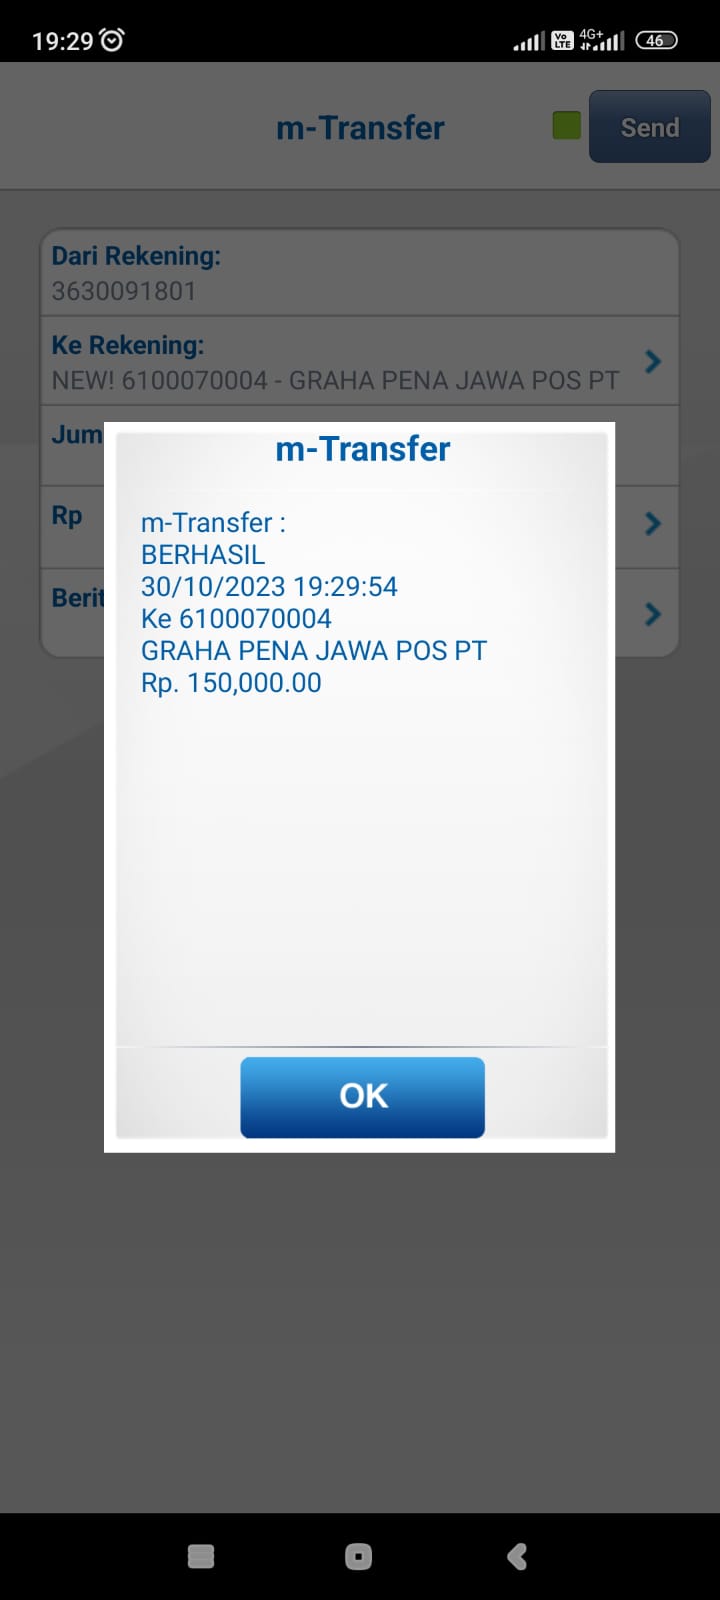 19:29
Vo LTE
4G+
46
m-Transfer
Send
Dari Rekening:
3630091801
Ke Rekening:
NEW! 6100070004 - GRAHA PENA JAWA POS PT
Jum
Rp
Berit
m-Transfer
m-Transfer :
BERHASIL
30/10/2023 19:29:54
Ke 6100070004
GRAHA PENA JAWA POS PT
Rp. 150,000.00
OK